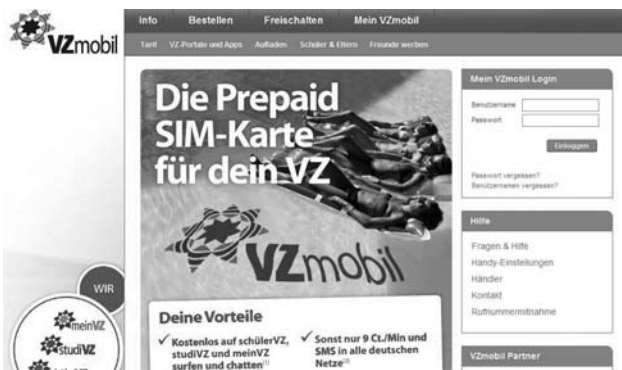 VZmobil
Info Bestellen Freischalten Mein VZmobil
Tarif VZ-Portale und Apps Aufladen Schüler & Eltern Freunde werben
Die Prepaid
SIM-Karte
für dein VZ
VZmobil
Deine Vorteile
✓ Kostenlos auf schülerVZ,
studiVZ und meinVZ
surfen und chatten(1)
✓ Sonst nur 9 Ct./Min und
SMS in alle deutschen
Netze(2)
Mein VZmobil Login
Benutzername
Passwort
Einloggen
Passwort vergessen?
Benutzernamen vergessen?
Hilfe
Fragen & Hilfe
Handy-Einstellungen
Händler
Kontakt
Rufnummermitnahme
VZmobil Partner
WIR
meinVZ
studiVZ